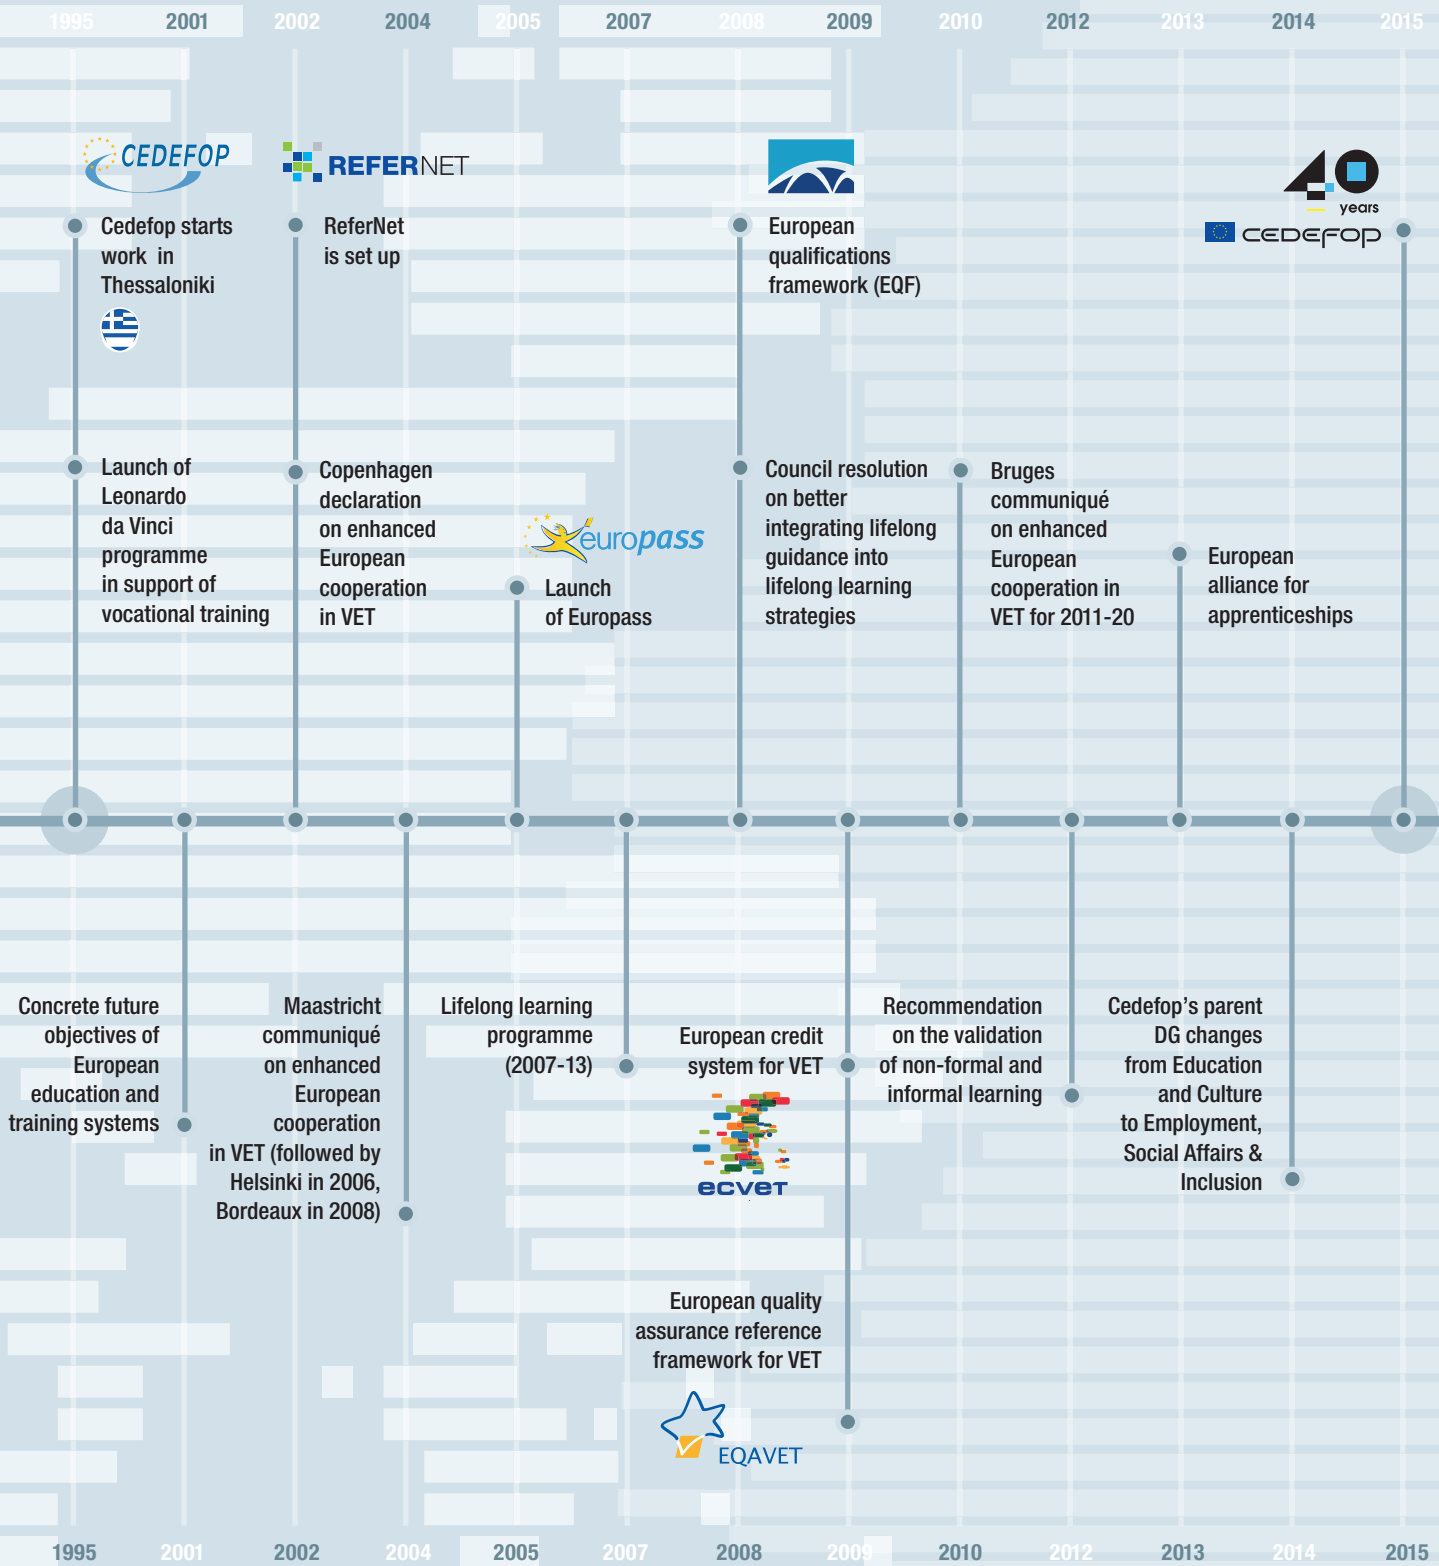 1995 2001 2002 2004 2005 2007 2008 2009 2010 2012 2013 2014 2015
CEDEFOP
Cedefop starts
work in
Thessaloniki
Launch of
Leonardo
da Vinci
programme
in support of
vocational training
REFERNET
ReferNet
is set up
Copenhagen
declaration
on enhanced
European
cooperation
in VET
europass
Launch
of Europass
European
qualifications
framework (EQF)
Council resolution
on better
integrating lifelong
guidance into
lifelong learning
strategies
Bruges
communiqué
on enhanced
European
cooperation in
VET for 2011-20
European
alliance for
apprenticeships
40
years
CEDEFOP
Concrete future
objectives of
European
education and
training systems
Maastricht
communiqué
on enhanced
European
cooperation
in VET (followed by
Helsinki in 2006,
Bordeaux in 2008)
Lifelong learning
programme
(2007-13)
European credit
system for VET
ecvet
European quality
assurance reference
framework for VET
EQAVET
Recommendation
on the validation
of non-formal and
informal learning
Cedefop’s parent
DG changes
from Education
and Culture
to Employment,
Social Affairs &
Inclusion
1995 2001 2002 2004 2005 2007 2008 2009 2010 2012 2013 2014 2015